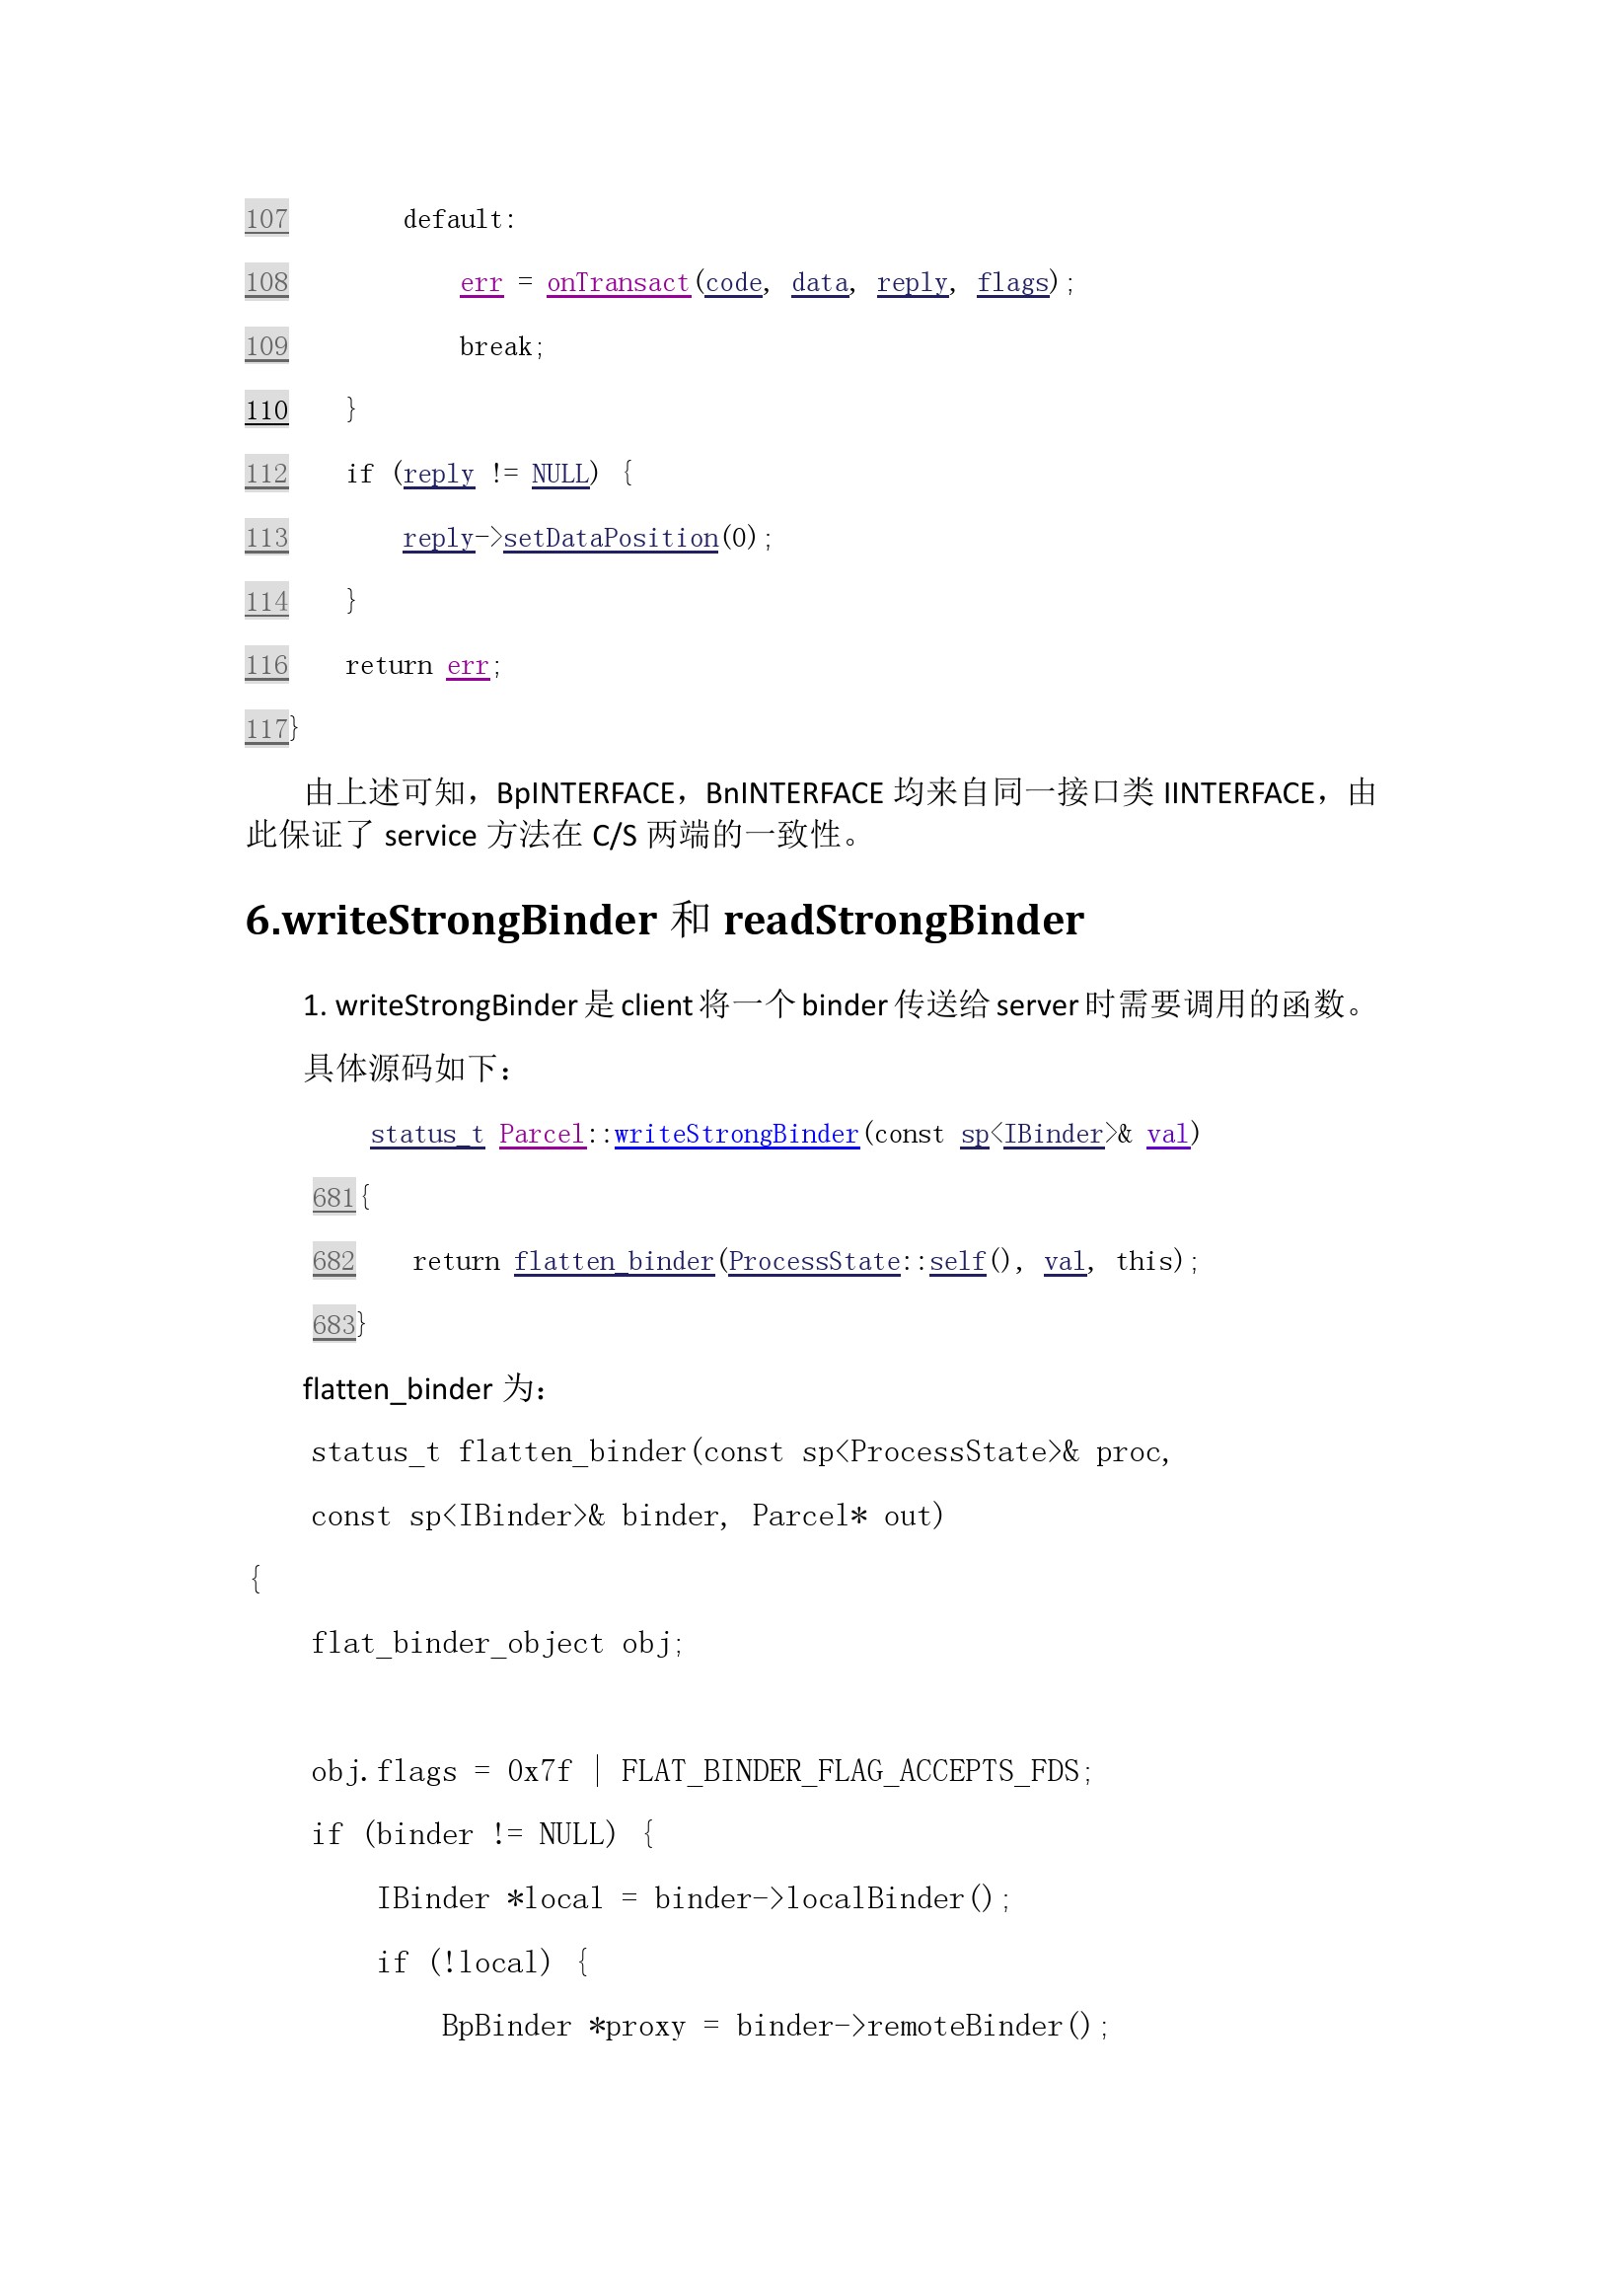 107        default:
108            err = onTransact(code, data, reply, flags);
109            break;
110    }
112    if (reply != NULL) {
113        reply->setDataPosition(0);
114    }
116    return err;
117}
由上述可知，BpINTERFACE，BnINTERFACE 均来自同一接口类 IINTERFACE，由
此保证了 service 方法在 C/S 两端的一致性。
6.writeStrongBinder 和 readStrongBinder
1. writeStrongBinder 是 client 将一个 binder 传送给 server 时需要调用的函数。
具体源码如下：
status_t Parcel::writeStrongBinder(const sp<IBinder>& val)
681{
682    return flatten_binder(ProcessState::self(), val, this);
683}
flatten_binder 为：
status_t flatten_binder(const sp<ProcessState>& proc,
const sp<IBinder>& binder, Parcel* out)
{
    flat_binder_object obj;
    obj.flags = 0x7f | FLAT_BINDER_FLAG_ACCEPTS_FDS;
    if (binder != NULL) {
        IBinder *local = binder->localBinder();
        if (!local) {
            BpBinder *proxy = binder->remoteBinder();